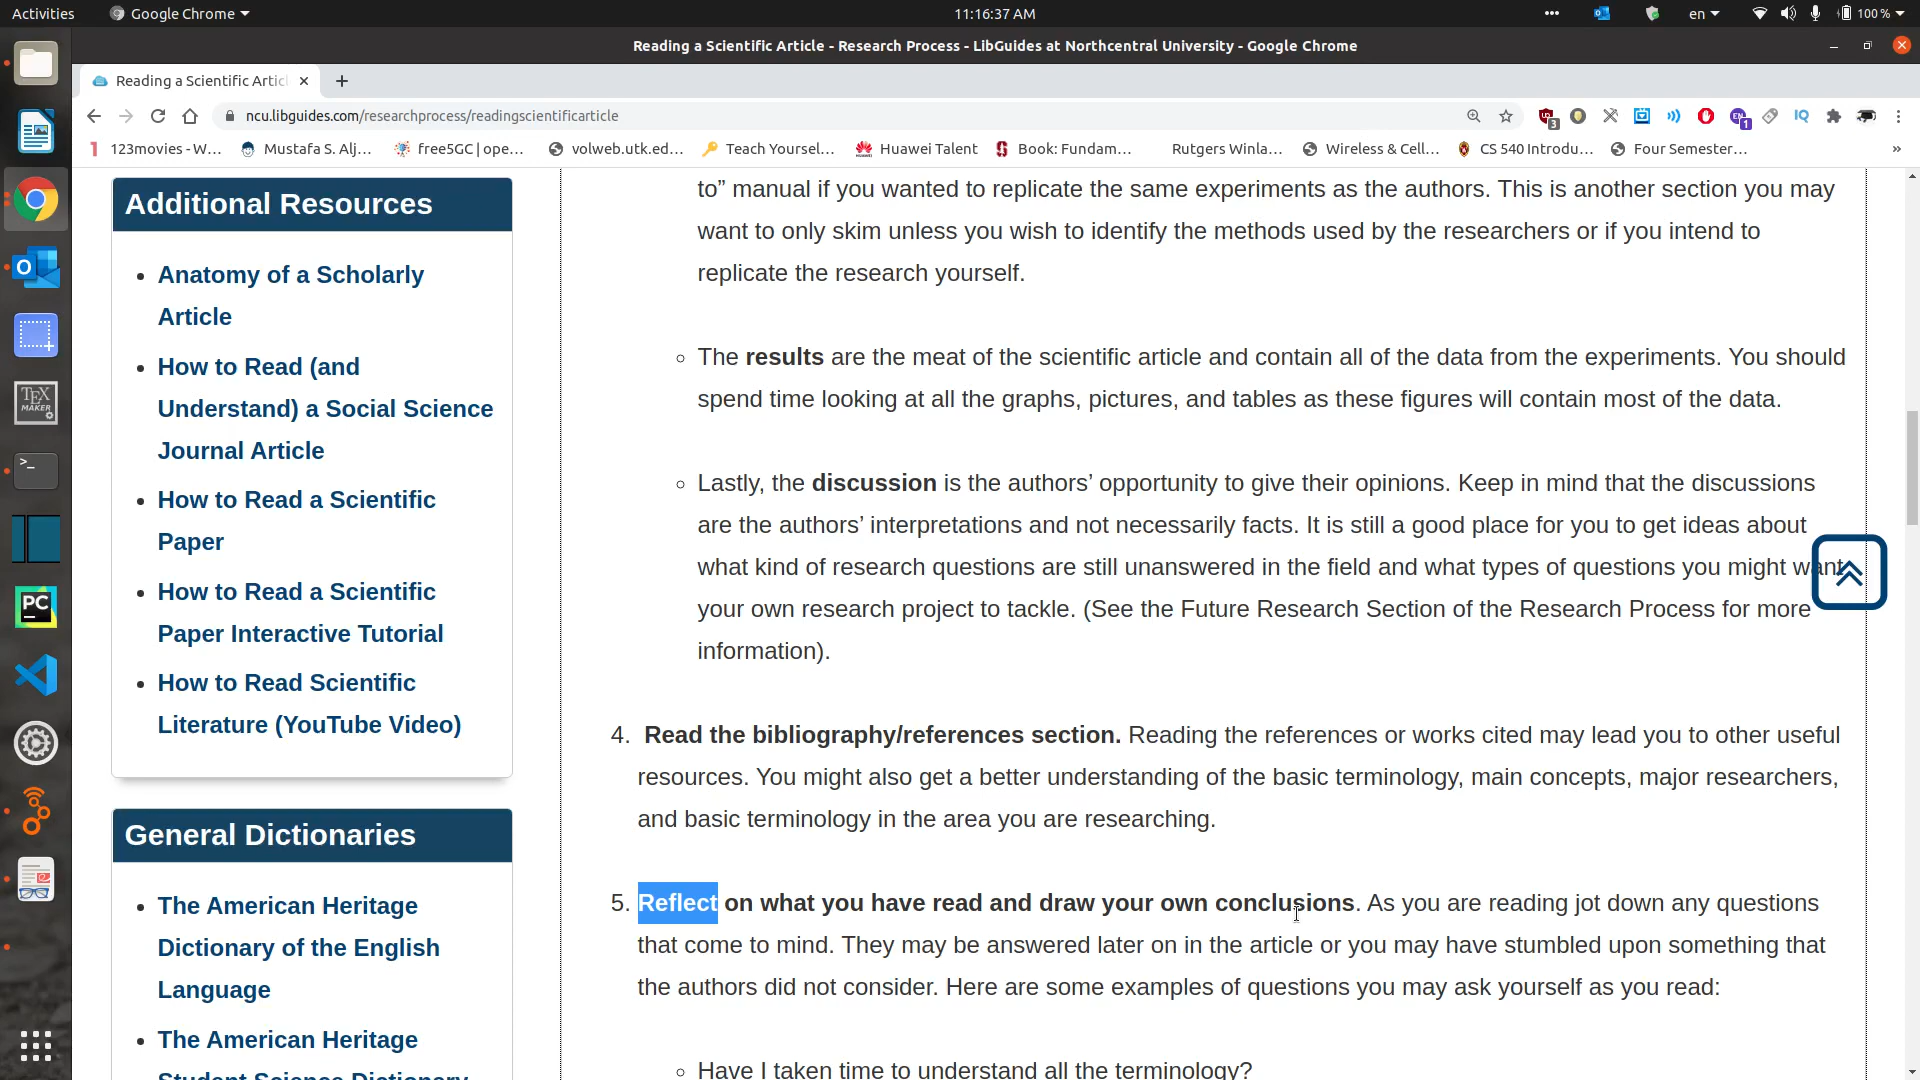 Activities
Google Chrome
11:16:37 AM
en
100 %
Reading a Scientific Article - Research Process - LibGuides at Northcentral University - Google Chrome
Reading a Scientific Artic
ncu.libguides.com/researchprocess/readingscientificarticle
3
1
123movies - W...
Mustafa S. Alj...
free5GC | ope...
volweb.utk.ed...
Teach Yoursel...
Huawei Talent
Book: Fundam...
Rutgers Winla...
Wireless & Cell...
CS 540 Introdu...
Four Semester...
»
Additional Resources
Anatomy of a Scholarly
Article
How to Read (and
Understand) a Social Science
Journal Article
How to Read a Scientific
Paper
How to Read a Scientific
Paper Interactive Tutorial
How to Read Scientific
Literature (YouTube Video)
General Dictionaries
The American Heritage
Dictionary of the English
Language
The American Heritage
Student Science Dictionary
to” manual if you wanted to replicate the same experiments as the authors. This is another section you may
want to only skim unless you wish to identify the methods used by the researchers or if you intend to
replicate the research yourself.
The results are the meat of the scientific article and contain all of the data from the experiments. You should
spend time looking at all the graphs, pictures, and tables as these figures will contain most of the data.
Lastly, the discussion is the authors’ opportunity to give their opinions. Keep in mind that the discussions
are the authors’ interpretations and not necessarily facts. It is still a good place for you to get ideas about
what kind of research questions are still unanswered in the field and what types of questions you might want
your own research project to tackle. (See the Future Research Section of the Research Process for more
information).
4. Read the bibliography/references section. Reading the references or works cited may lead you to other useful
resources. You might also get a better understanding of the basic terminology, main concepts, major researchers,
and basic terminology in the area you are researching.
5. Reflect on what you have read and draw your own conclusions. As you are reading jot down any questions
that come to mind. They may be answered later on in the article or you may have stumbled upon something that
the authors did not consider. Here are some examples of questions you may ask yourself as you read:
Have I taken time to understand all the terminology?
TEX
MAKER
PC